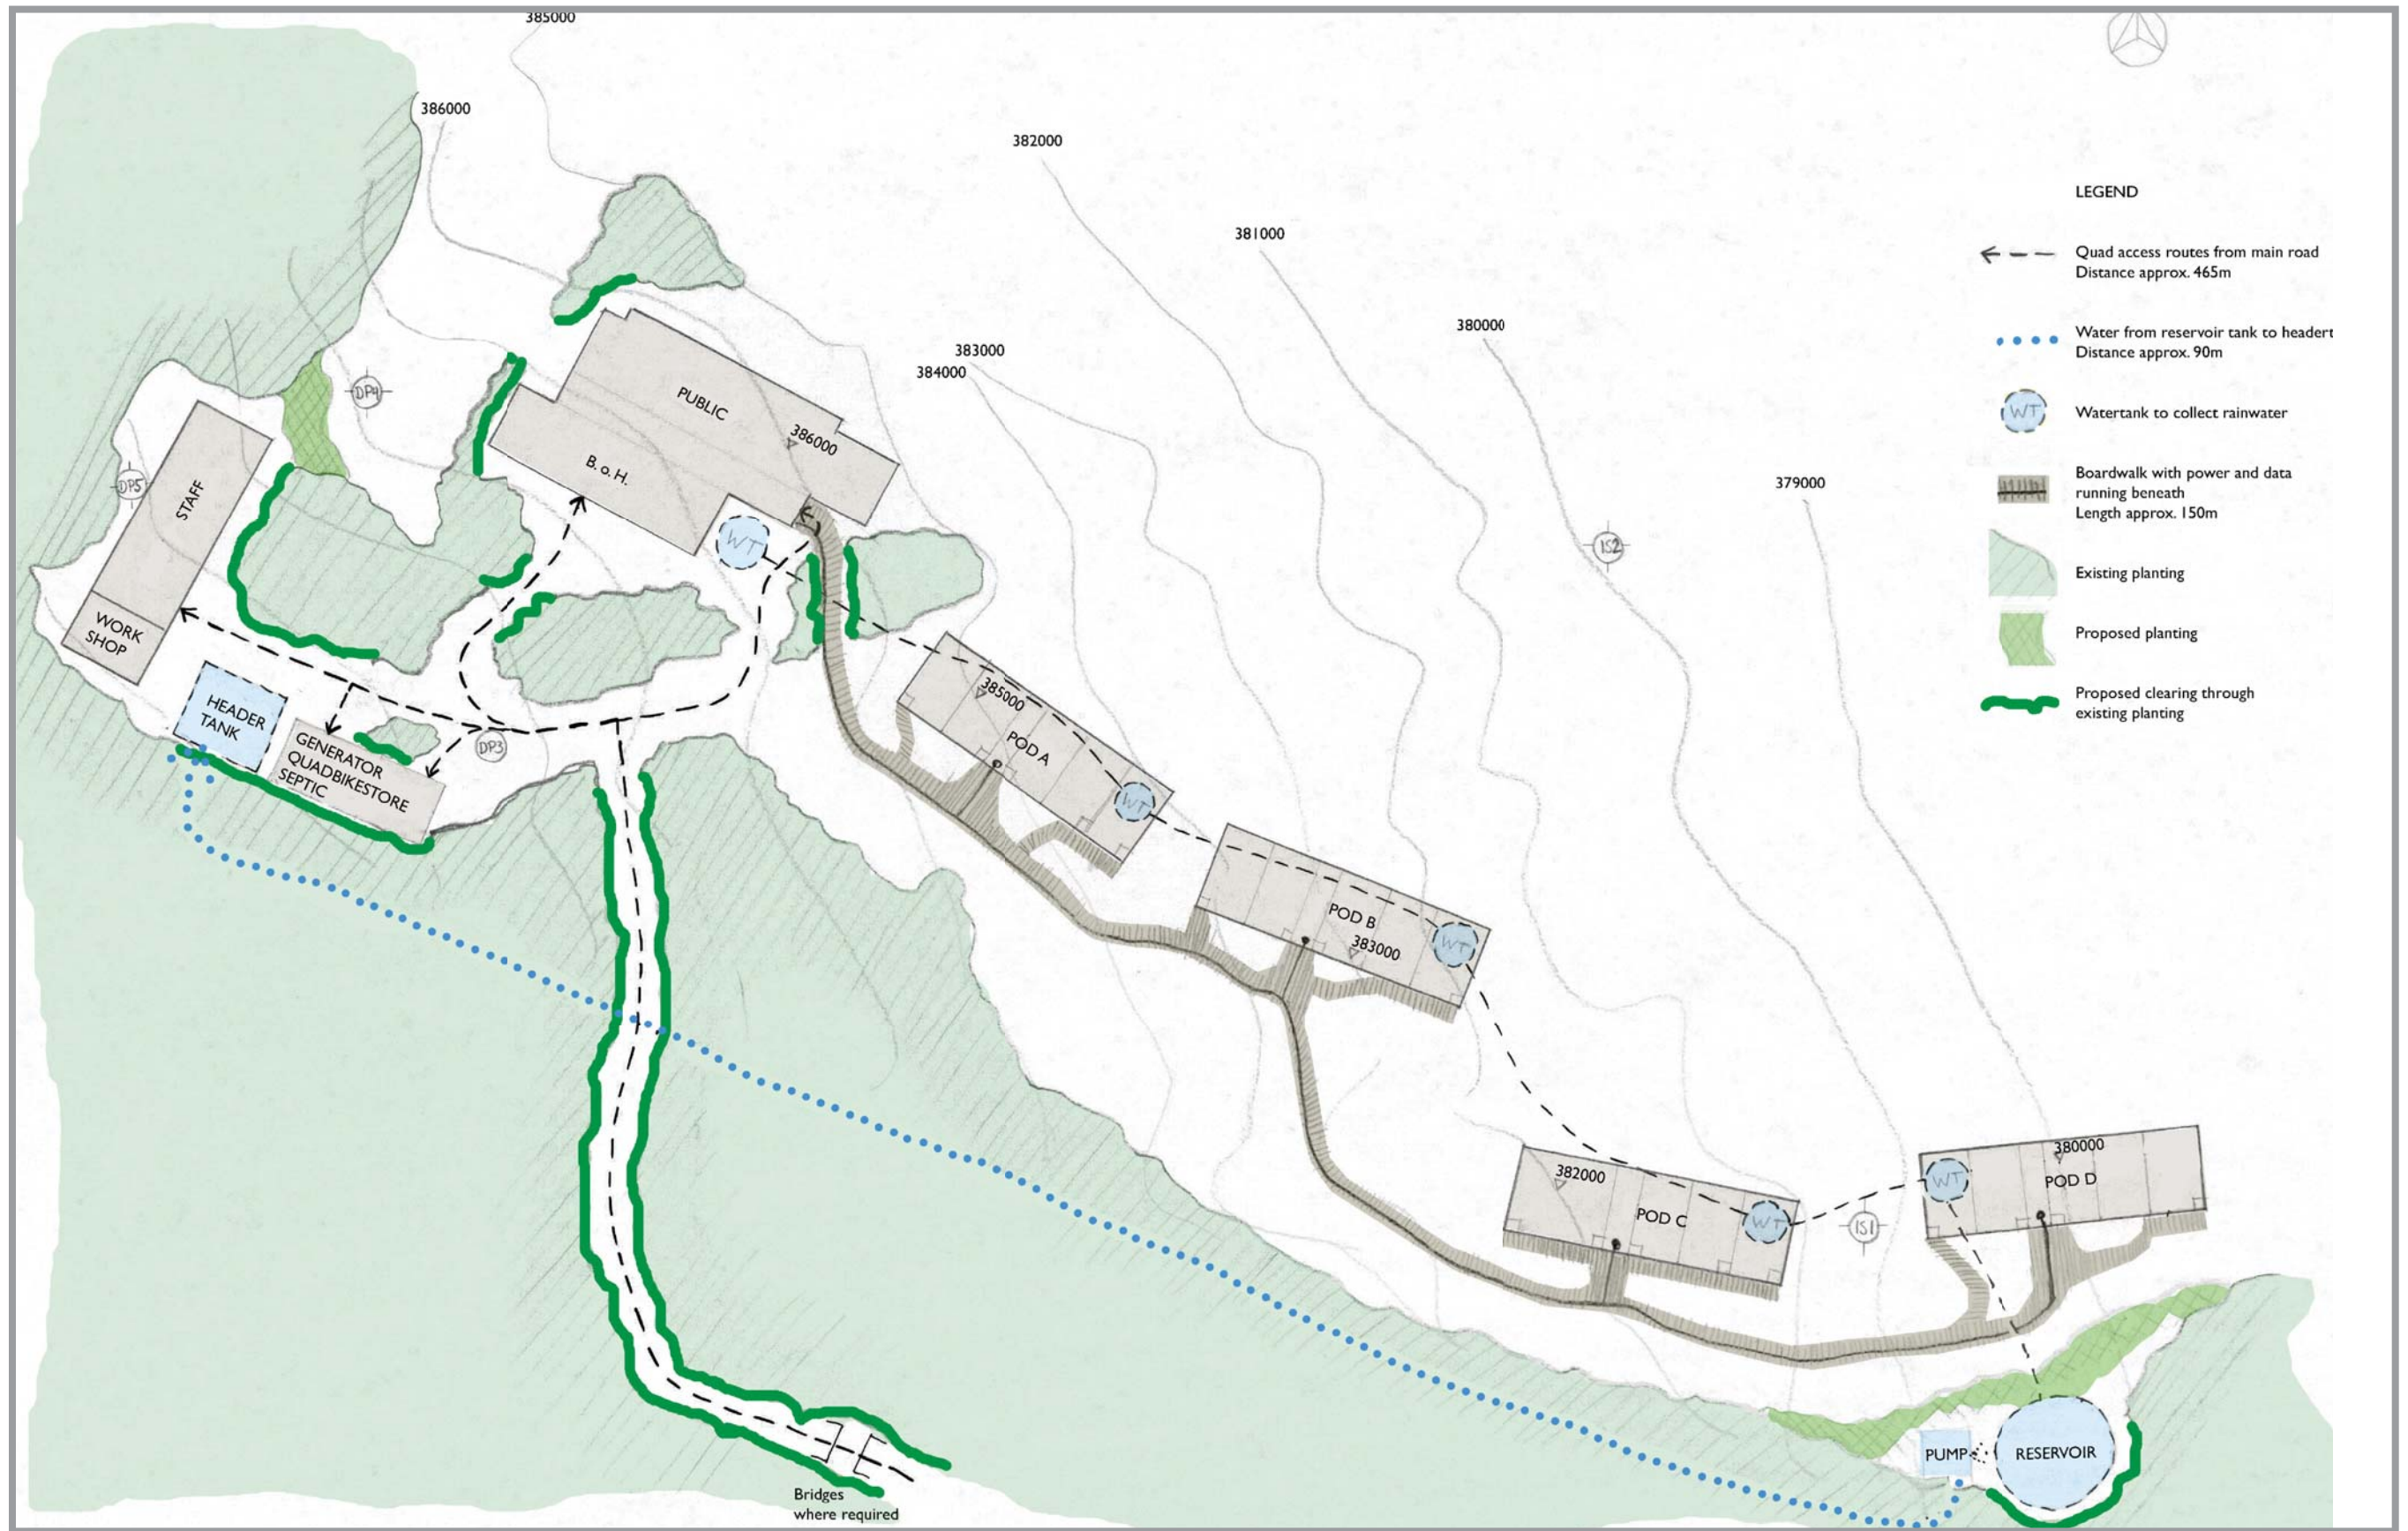 385000
386000
382000
381000
380000
379000
383000
384000
LEGEND
Quad access routes from main road
Distance approx. 465m
Water from reservoir tank to headert
Distance approx. 90m
WT
Watertank to collect rainwater
Boardwalk with power and data
running beneath
Length approx. 150m
Existing planting
Proposed planting
Proposed clearing through
existing planting
DP4
DP5
STAFF
WORK
SHOP
PUBLIC
386000
B. o. H.
WT
HEADER
TANK
GENERATOR
QUADBIKESTORE
SEPTIC
DP3
IS2
385000
POD A
WT
POD B
383000
WT
382000
POD C
WT
IS1
WT
380000
POD D
PUMP
RESERVOIR
Bridges
where required